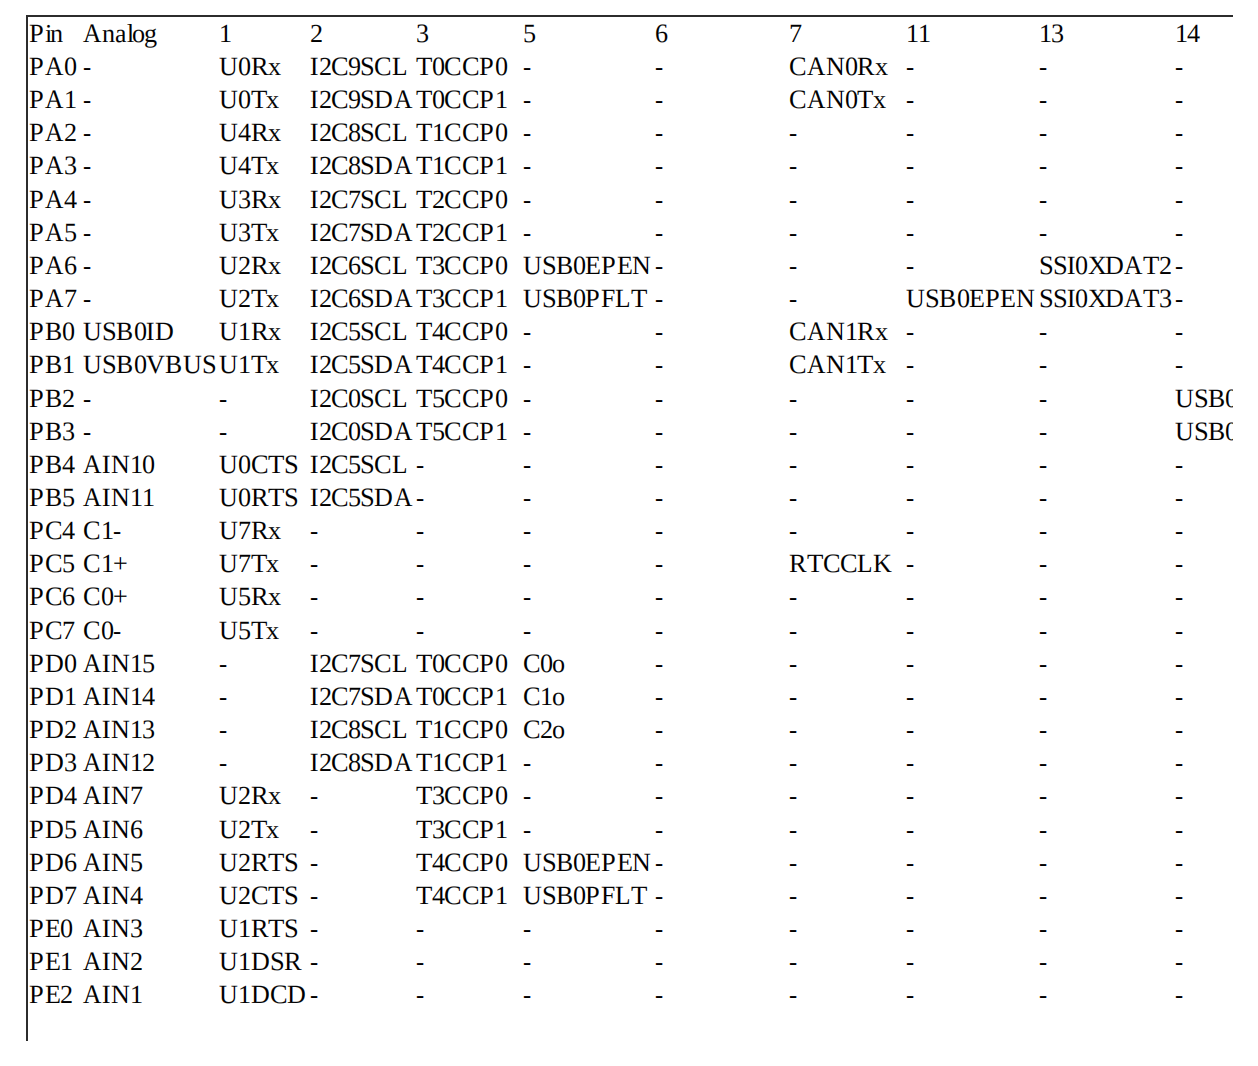 Pin Analog 1 2 3 5 6 7 11 13 14
PA0 - U0Rx I2C9SCL T0CCP0 - - CAN0Rx - - -
PA1 - U0Tx I2C9SDA T0CCP1 - - CAN0Tx - - -
PA2 - U4Rx I2C8SCL T1CCP0 - - - - - -
PA3 - U4Tx I2C8SDA T1CCP1 - - - - - -
PA4 - U3Rx I2C7SCL T2CCP0 - - - - - -
PA5 - U3Tx I2C7SDA T2CCP1 - - - - - -
PA6 - U2Rx I2C6SCL T3CCP0 USB0EPEN - - - SSI0XDAT2 -
PA7 - U2Tx I2C6SDA T3CCP1 USB0PFLT - - USB0EPEN SSI0XDAT3 -
PB0 USB0ID U1Rx I2C5SCL T4CCP0 - - CAN1Rx - - -
PB1 USB0VBUS U1Tx I2C5SDA T4CCP1 - - CAN1Tx - - -
PB2 - - I2C0SCL T5CCP0 - - - - - USB0
PB3 - - I2C0SDA T5CCP1 - - - - - USB0
PB4 AIN10 U0CTS I2C5SCL - - - - - - -
PB5 AIN11 U0RTS I2C5SDA - - - - - - -
PC4 C1- U7Rx - - - - - - - -
PC5 C1+ U7Tx - - - - RTCCLK - - -
PC6 C0+ U5Rx - - - - - - - -
PC7 C0- U5Tx - - - - - - - -
PD0 AIN15 - I2C7SCL T0CCP0 C0o - - - - -
PD1 AIN14 - I2C7SDA T0CCP1 C1o - - - - -
PD2 AIN13 - I2C8SCL T1CCP0 C2o - - - - -
PD3 AIN12 - I2C8SDA T1CCP1 - - - - - -
PD4 AIN7 U2Rx - T3CCP0 - - - - - -
PD5 AIN6 U2Tx - T3CCP1 - - - - - -
PD6 AIN5 U2RTS - T4CCP0 USB0EPEN - - - - -
PD7 AIN4 U2CTS - T4CCP1 USB0PFLT - - - - -
PE0 AIN3 U1RTS - - - - - - - -
PE1 AIN2 U1DSR - - - - - - - -
PE2 AIN1 U1DCD - - - - - - - -